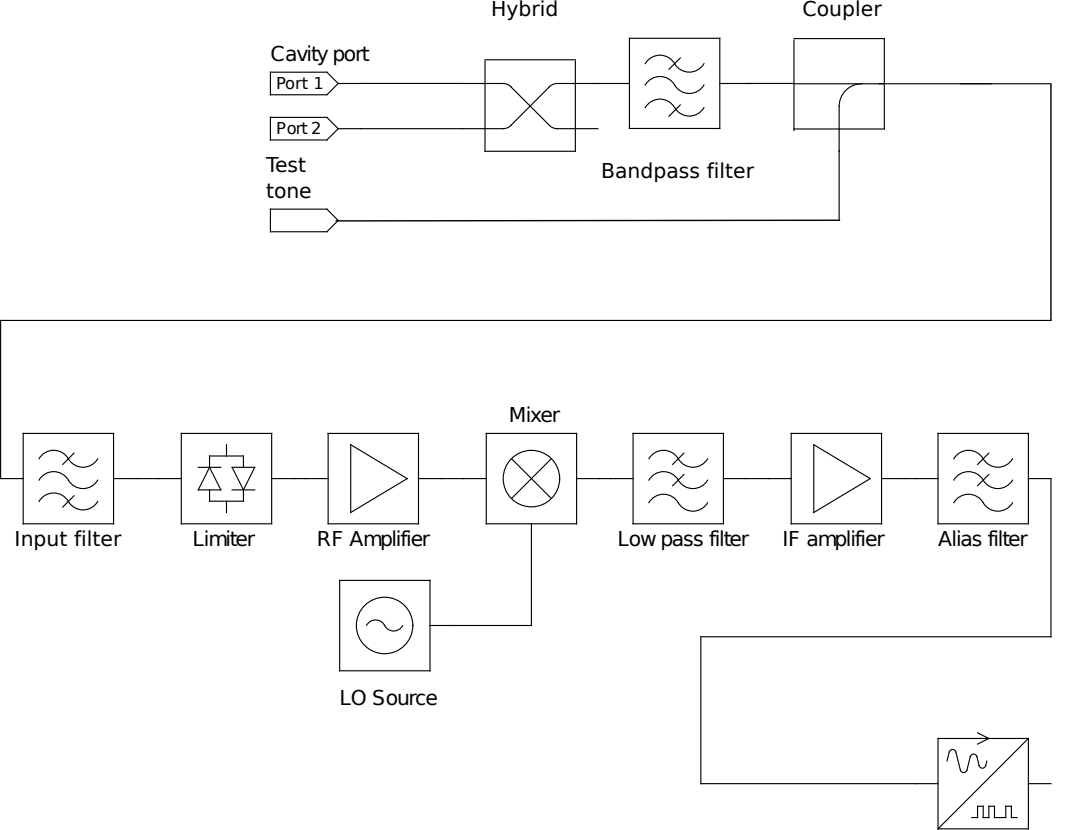 Hybrid
Coupler
Cavity port
Port 1
Port 2
Test
tone
Bandpass filter
Mixer
Input filter
Limiter
RF Amplifier
Low pass filter
IF amplifier
Alias filter
LO Source